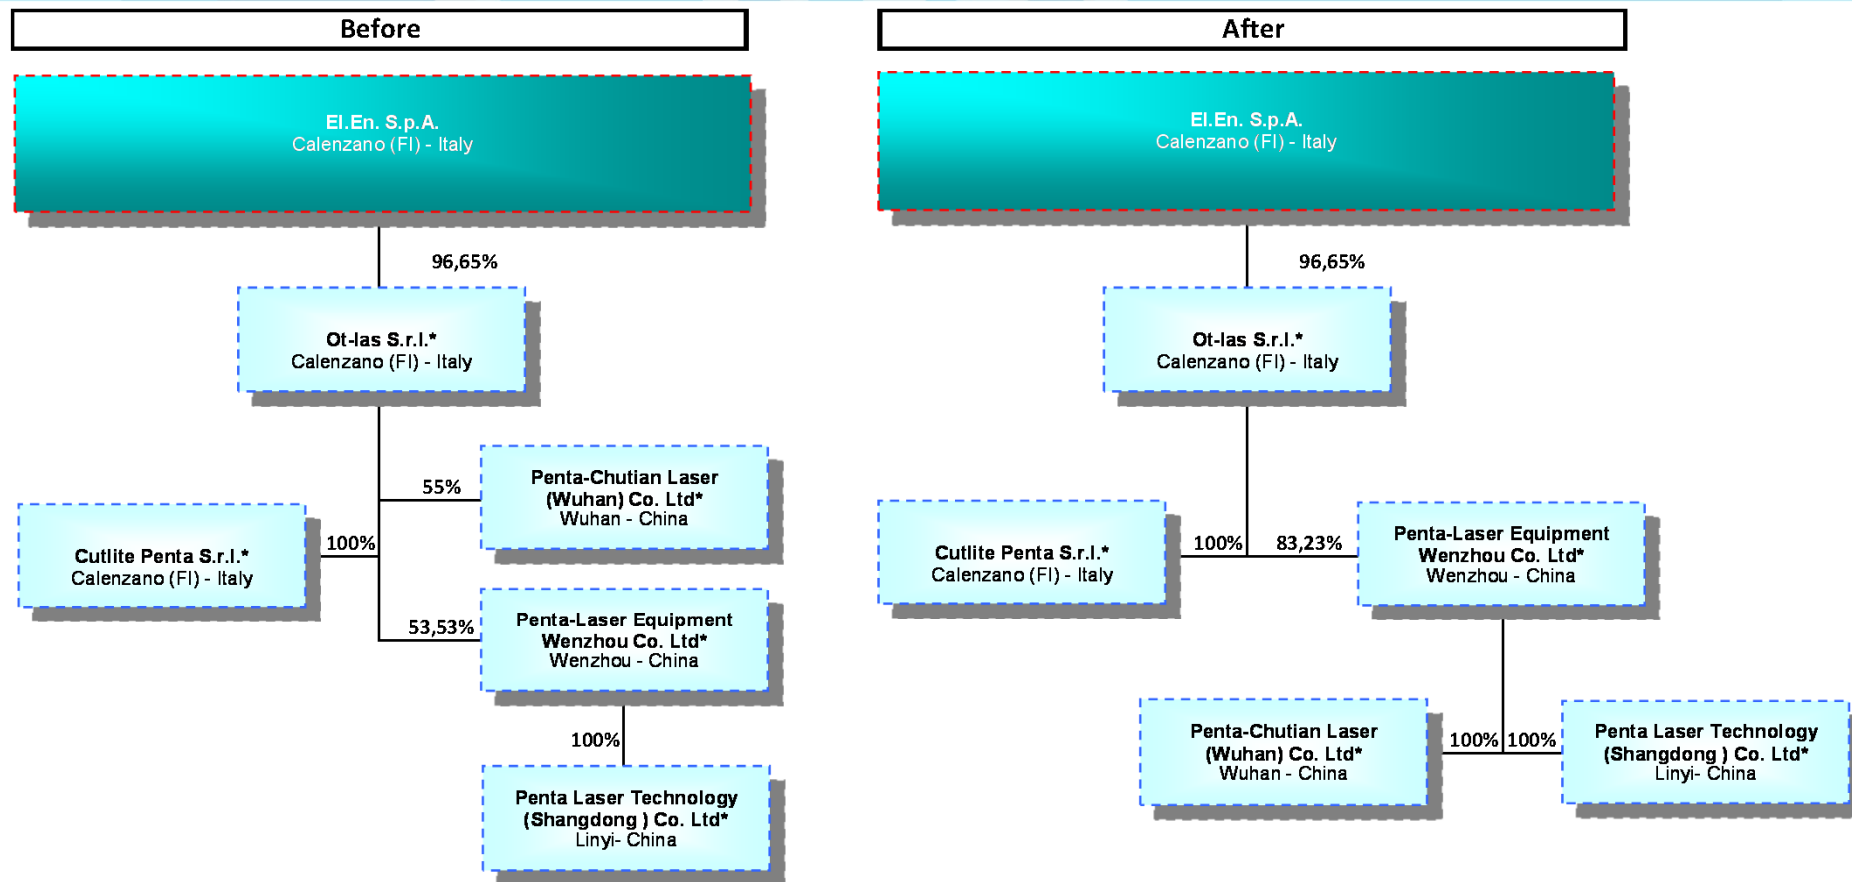 Before
El.En. S.p.A.
Calenzano (FI) - Italy
96,65%
Ot-las S.r.l.*
Calenzano (FI) - Italy
55%
Penta-Chutian Laser
(Wuhan) Co. Ltd*
Wuhan - China
Cutlite Penta S.r.l.*
Calenzano (FI) - Italy
100%
53,53%
Penta-Laser Equipment
Wenzhou Co. Ltd*
Wenzhou - China
100%
Penta Laser Technology
(Shangdong ) Co. Ltd*
Linyi- China
After
El.En. S.p.A.
Calenzano (FI) - Italy
96,65%
Ot-las S.r.l.*
Calenzano (FI) - Italy
Cutlite Penta S.r.l.*
Calenzano (FI) - Italy
100%
83,23%
Penta-Laser Equipment
Wenzhou Co. Ltd*
Wenzhou - China
Penta-Chutian Laser
(Wuhan) Co. Ltd*
Wuhan - China
100%
100%
Penta Laser Technology
(Shangdong ) Co. Ltd*
Linyi- China